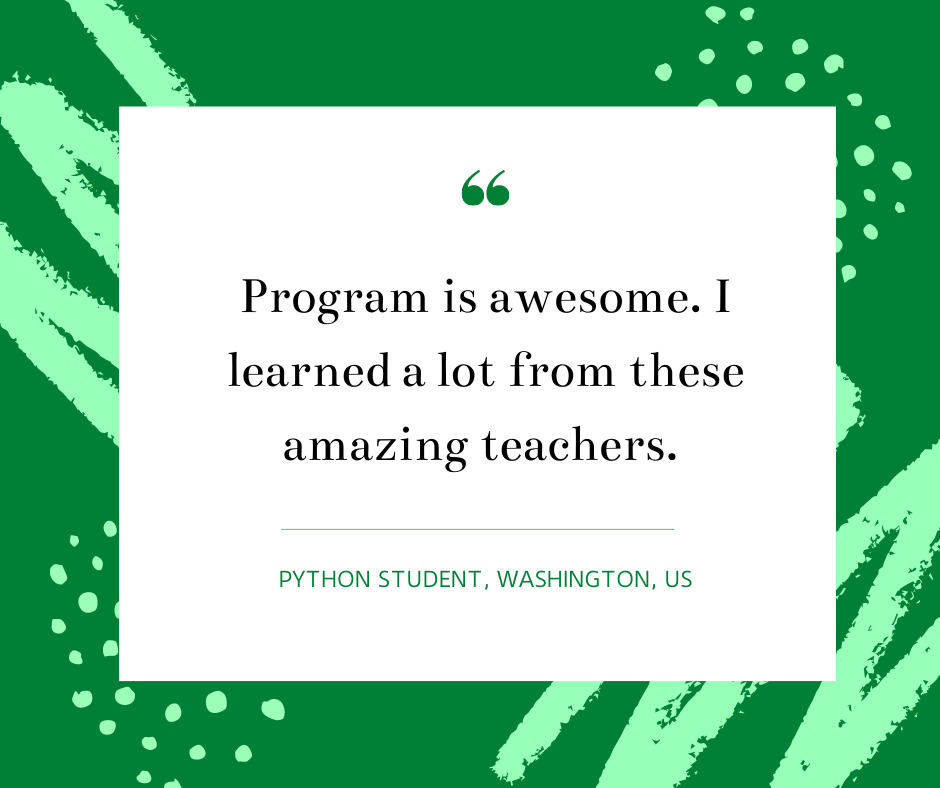 “
Program is awesome. I
learned a lot from these
amazing teachers.
PYTHON STUDENT, WASHINGTON, US